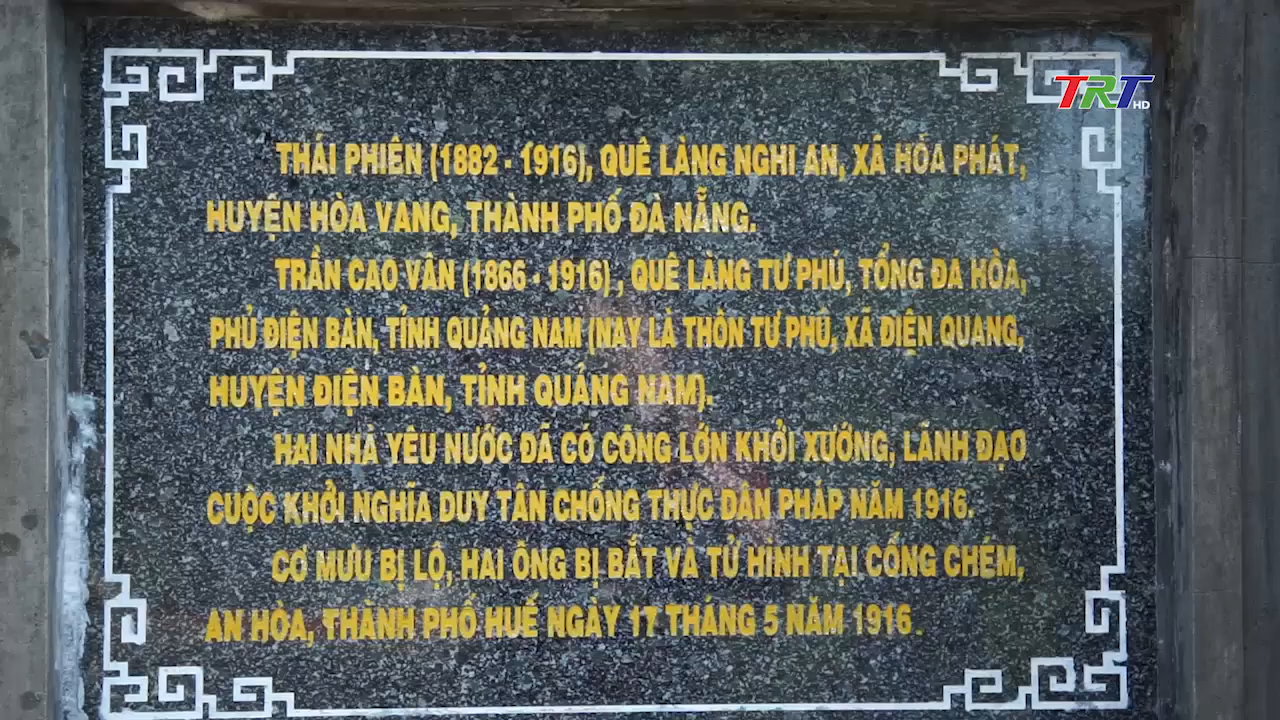 TRT HD
THÁI PHIÊN (1882 - 1916), QUÊ LÀNG NGHI AN, XÃ HÒA PHÁT,
HUYỆN HÒA VANG, THÀNH PHỐ ĐÀ NẴNG.
TRẦN CAO VÂN (1866 - 1916), QUÊ LÀNG TƯ PHÚ, TỔNG ĐA HÒA,
PHỦ ĐIỆN BÀN, TỈNH QUẢNG NAM (NAY LÀ THÔN TƯ PHÚ, XÃ ĐIỆN QUANG,
HUYỆN ĐIỆN BÀN, TỈNH QUẢNG NAM).
HAI NHÀ YÊU NƯỚC ĐÃ CÓ CÔNG LỚN KHỞI XƯỚNG, LÃNH ĐẠO
CUỘC KHỞI NGHĨA DUY TÂN CHỐNG THỰC DÂN PHÁP NĂM 1916.
CƠ MƯU BỊ LỘ, HAI ÔNG BỊ BẮT VÀ TỬ HÌNH TẠI CỐNG CHÉM,
AN HÒA, THÀNH PHỐ HUẾ NGÀY 17 THÁNG 5 NĂM 1916.